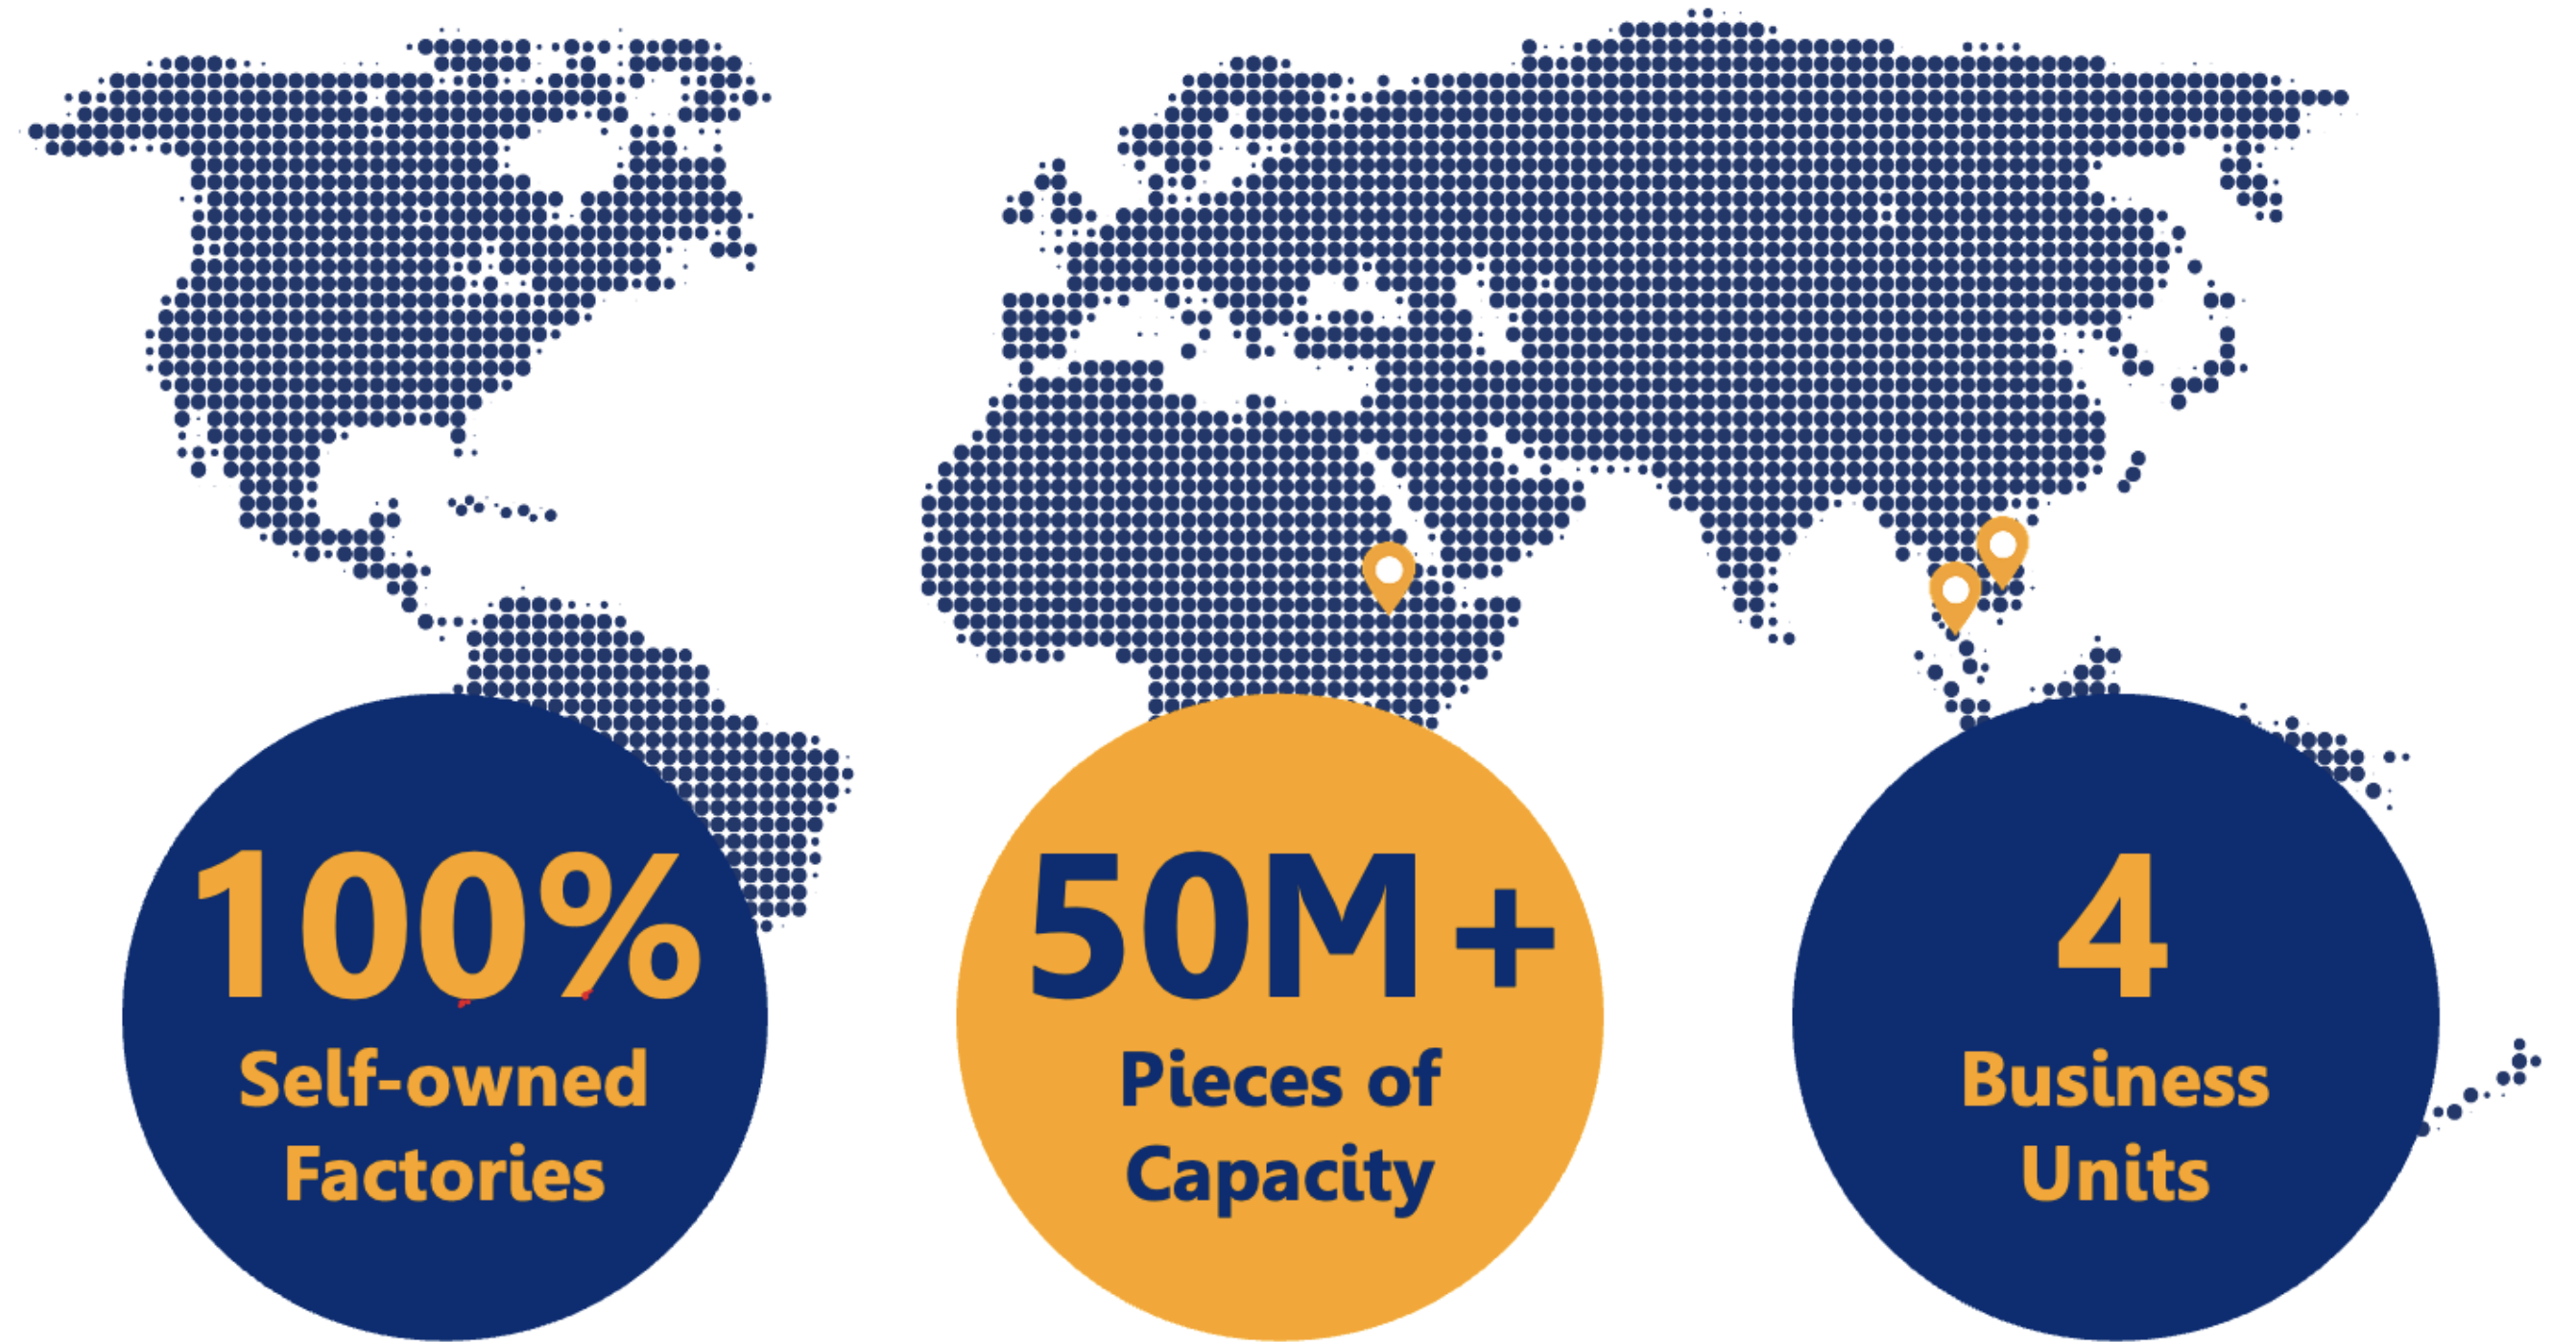 100%
Self-owned
Factories
50M+
Pieces of
Capacity
4
Business
Units